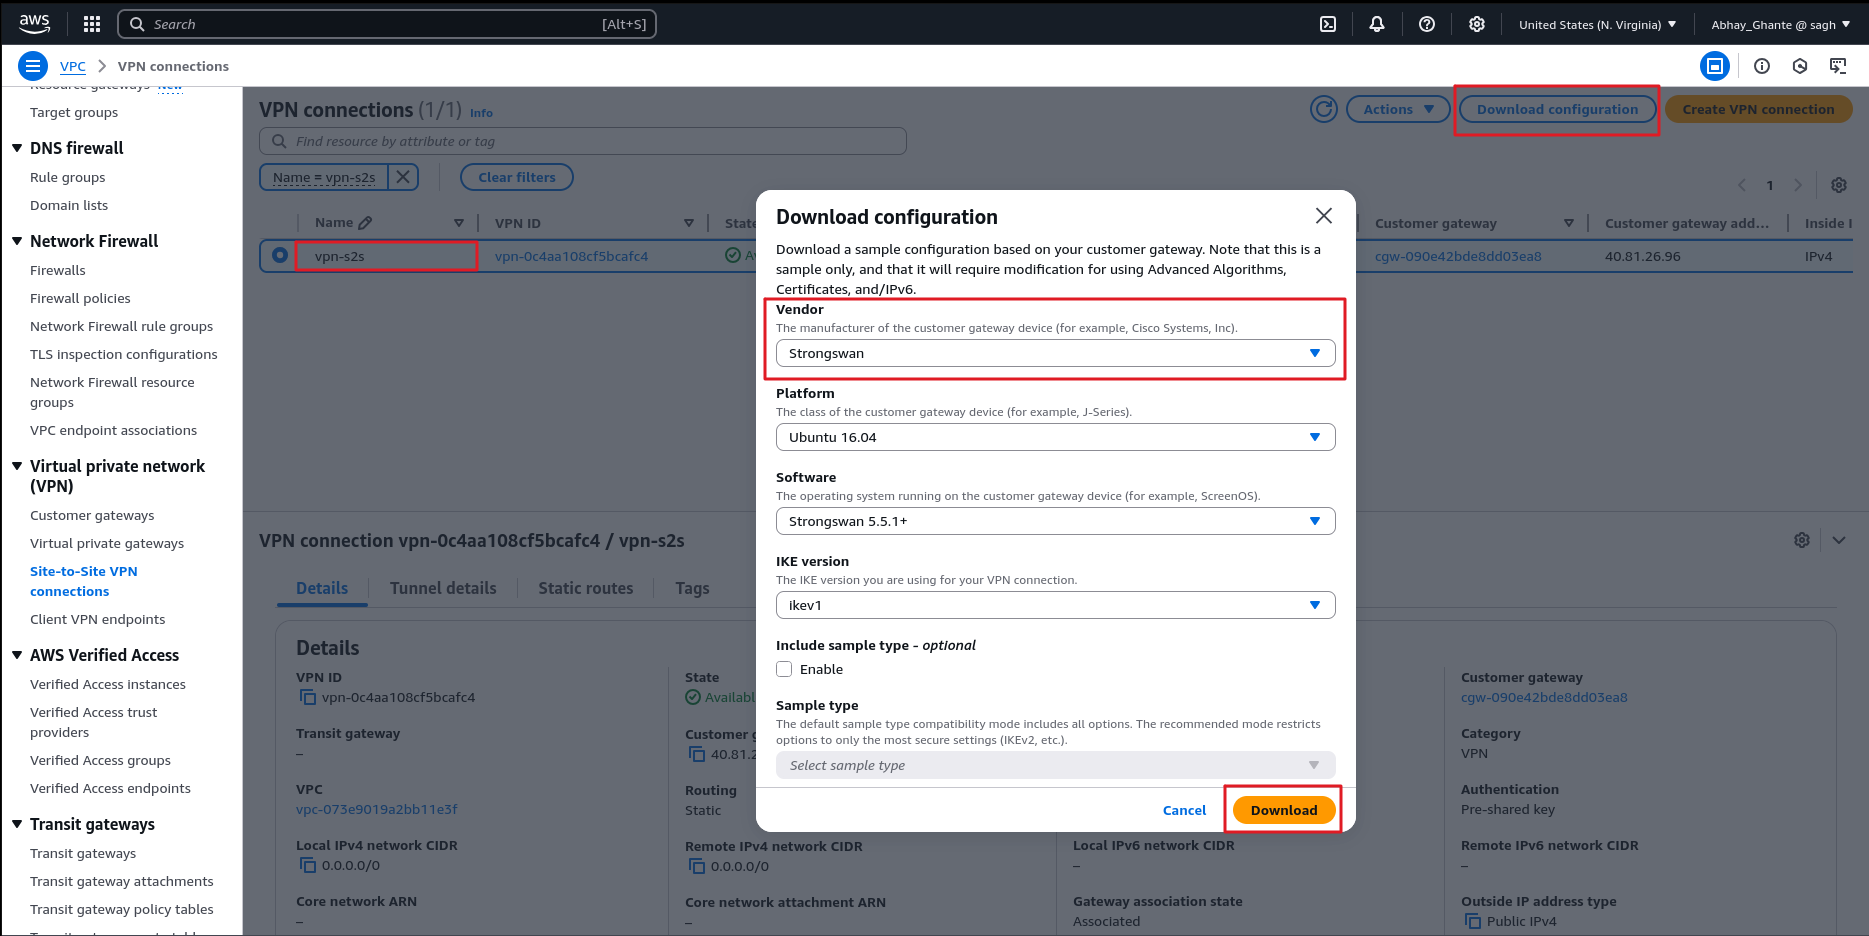 aws
Search
[Alt+S]
United States (N. Virginia)
Abhay_Ghante @ sagh
VPC
VPN connections
Resource gateways New
Target groups
DNS firewall
Rule groups
Domain lists
Network Firewall
Firewalls
Firewall policies
Network Firewall rule groups
TLS inspection configurations
Network Firewall resource
groups
VPC endpoint associations
Virtual private network
(VPN)
Customer gateways
Virtual private gateways
Site-to-Site VPN
connections
Client VPN endpoints
AWS Verified Access
Verified Access instances
Verified Access trust
providers
Verified Access groups
Verified Access endpoints
Transit gateways
Transit gateways
Transit gateway attachments
Transit gateway policy tables
VPN connections (1/1) Info
Actions
Download configuration
Create VPN connection
Find resource by attribute or tag
Name = vpn-s2s
Clear filters
1
Name
VPN ID
State
Customer gateway
Customer gateway add...
Inside I
vpn-s2s
vpn-0c4aa108cf5bcafc4
cgw-090e42bde8dd03ea8
40.81.26.96
IPv4
Download configuration
Download a sample configuration based on your customer gateway. Note that this is a
sample only, and that it will require modification for using Advanced Algorithms,
Certificates, and/IPv6.
Vendor
The manufacturer of the customer gateway device (for example, Cisco Systems, Inc).
Strongswan
Platform
The class of the customer gateway device (for example, J-Series).
Ubuntu 16.04
Software
The operating system running on the customer gateway device (for example, ScreenOS).
Strongswan 5.5.1+
IKE version
The IKE version you are using for your VPN connection.
ikev1
Include sample type - optional
Enable
Sample type
The default sample type compatibility mode includes all options. The recommended mode restricts
options to only the most secure settings (IKEv2, etc.).
Select sample type
Cancel
Download
VPN connection vpn-0c4aa108cf5bcafc4 / vpn-s2s
Details
Tunnel details
Static routes
Tags
Details
VPN ID
vpn-0c4aa108cf5bcafc4
Transit gateway
–
VPC
vpc-073e9019a2bb11e3f
Local IPv4 network CIDR
0.0.0.0/0
Core network ARN
–
State
Availabl
Customer g
40.81.2
Routing
Static
Remote IPv4 network CIDR
0.0.0.0/0
Core network attachment ARN
–
Local IPv6 network CIDR
–
Gateway association state
Associated
Customer gateway
cgw-090e42bde8dd03ea8
Category
VPN
Authentication
Pre-shared key
Remote IPv6 network CIDR
–
Outside IP address type
Public IPv4